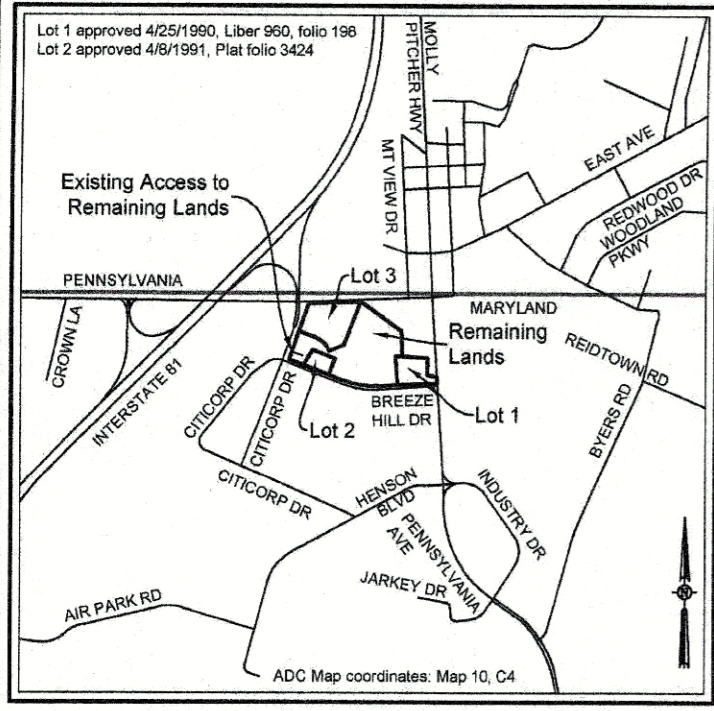 Lot 1 approved 4/25/1990, Liber 960, folio 198
Lot 2 approved 4/8/1991, Plat folio 3424
MOLLY
PITCHER HWY
MT VIEW DR
EAST AVE
REDWOOD DR
WOODLAND
PKWY
Existing Access to
Remaining Lands
PENNSYLVANIA
Lot 3
MARYLAND
Remaining
Lands
CROWN LA
INTERSTATE 81
CITICORP DR
CITICORP DR
Lot 2
BREEZE
HILL DR
Lot 1
REIDTOWN RD
BYERS RD
CITICORP DR
HENSON
BLVD
PENNSYLVANIA
AVE
INDUSTRY DR
JARKEY DR
AIR PARK RD
N
ADC Map coordinates: Map 10, C4